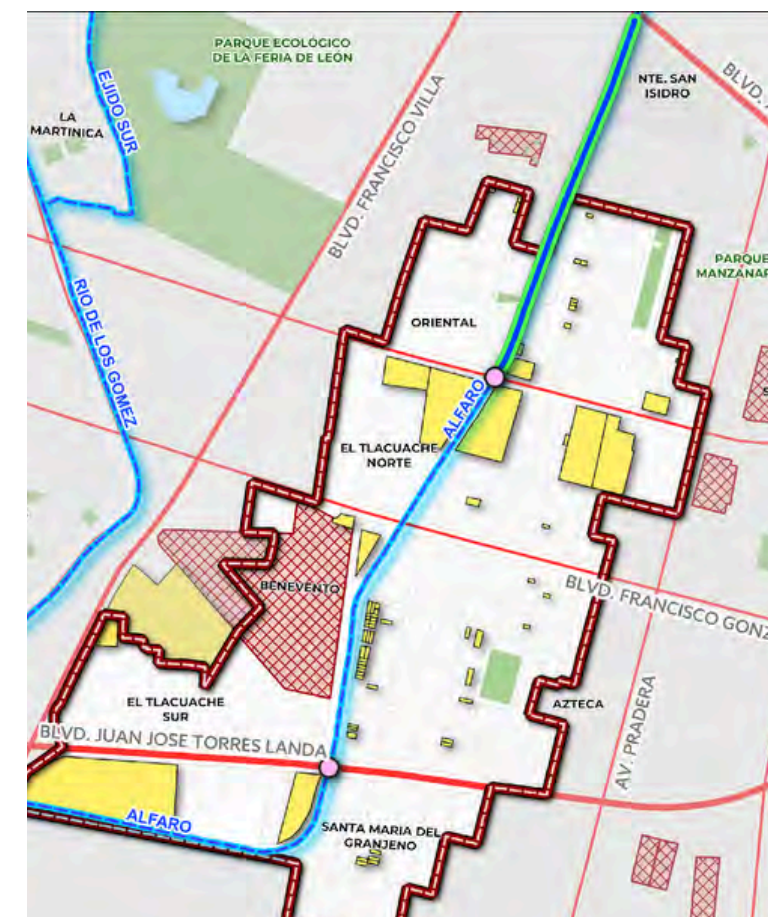 PARQUE ECOLÓGICO
DE LA FERIA DE LEÓN
NTE. SAN
ISIDRO
BLVD.
EJIDO SUR
LA
MARTINICA
BLVD. FRANCISCO VILLA
PARQUE
RIO DE LOS GOMEZ
ORIENTAL
ALFARO
EL TLACUACHE
NORTE
BENEVENTO
BLVD. FRANCISCO
EL TLACUACHE
SUR
AZTECA
AV. PRADERA
BLVD. JUAN JOSE TORRES LANDA
ALFARO
SANTA MARIA DEL
GRANJENO